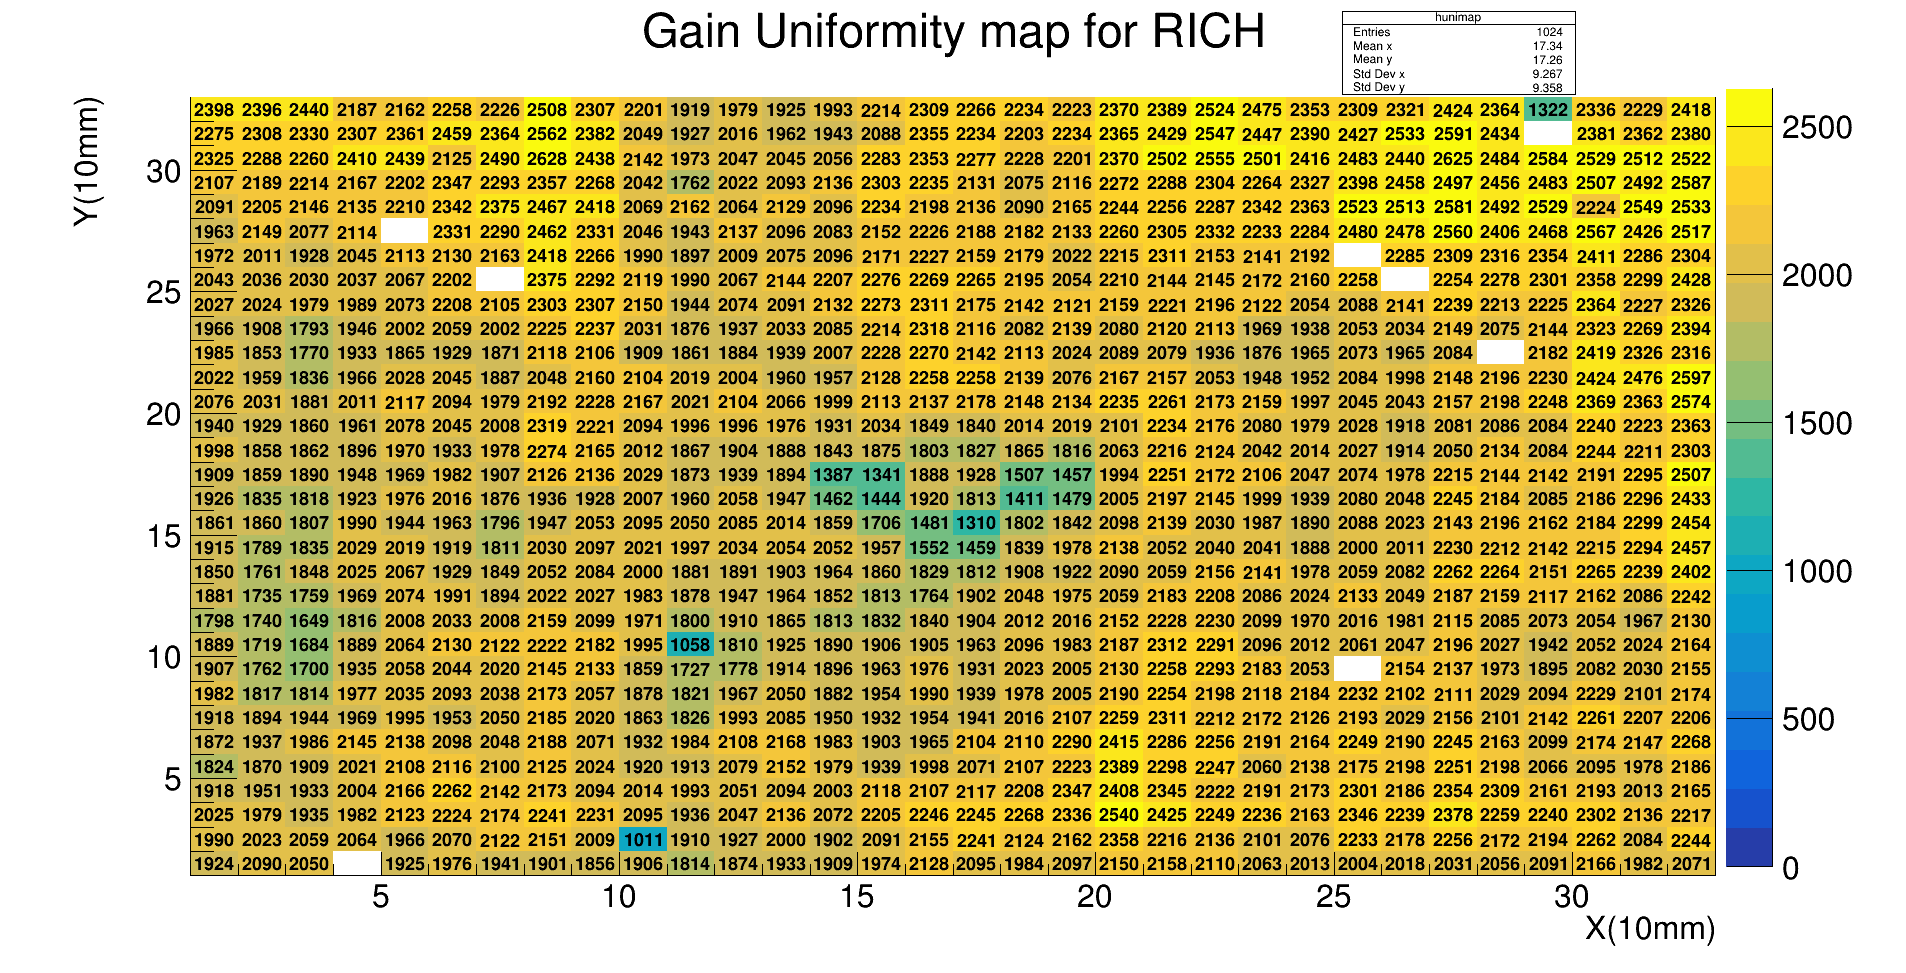 Gain Uniformity map for RICH
hunimap
Entries 1024
Mean x 17.34
Mean y 17.26
Std Dev x 9.267
Std Dev y 9.358
Y(10mm)
2398 2396 2440 2187 2162 2258 2226 2508 2307 2201 1919 1979 1925 1993 2214 2309 2266 2234 2223 2370 2389 2524 2475 2353 2309 2321 2424 2364 1322 2336 2229 2418
2275 2308 2330 2307 2361 2459 2364 2562 2382 2049 1927 2016 1962 1943 2088 2355 2234 2203 2234 2365 2429 2547 2447 2390 2427 2533 2591 2434 2381 2362 2380
2325 2288 2260 2410 2439 2125 2490 2628 2438 2142 1973 2047 2045 2056 2283 2353 2277 2228 2201 2370 2502 2555 2501 2416 2483 2440 2625 2484 2584 2529 2512 2522
30 2107 2189 2214 2167 2202 2347 2293 2357 2268 2042 1762 2022 2093 2136 2303 2235 2131 2075 2116 2272 2288 2304 2264 2327 2398 2458 2497 2456 2483 2507 2492 2587
2091 2205 2146 2135 2210 2342 2375 2467 2418 2069 2162 2064 2129 2096 2234 2198 2136 2090 2165 2244 2256 2287 2342 2363 2523 2513 2581 2492 2529 2224 2549 2533
1963 2149 2077 2114 2331 2290 2462 2331 2046 1943 2137 2096 2083 2152 2226 2188 2182 2133 2260 2305 2332 2233 2284 2480 2478 2560 2406 2468 2567 2426 2517
1972 2011 1928 2045 2113 2130 2163 2418 2266 1990 1897 2009 2075 2096 2171 2227 2159 2179 2022 2215 2311 2153 2141 2192 2285 2309 2316 2354 2411 2286 2304
25 2043 2036 2030 2037 2067 2202 2375 2292 2119 1990 2067 2144 2207 2276 2269 2265 2195 2054 2210 2144 2145 2172 2160 2258 2254 2278 2301 2358 2299 2428
2027 2024 1979 1989 2073 2208 2105 2303 2307 2150 1944 2074 2091 2132 2273 2311 2175 2142 2121 2159 2221 2196 2122 2054 2088 2141 2239 2213 2225 2364 2227 2326
1966 1908 1793 1946 2002 2059 2002 2225 2237 2031 1876 1937 2033 2085 2214 2318 2116 2082 2139 2080 2120 2113 1969 1938 2053 2034 2149 2075 2144 2323 2269 2394
1985 1853 1770 1933 1865 1929 1871 2118 2106 1909 1861 1884 1939 2007 2228 2270 2142 2113 2024 2089 2079 1936 1876 1965 2073 1965 2084 2182 2419 2326 2316
2022 1959 1836 1966 2028 2045 1887 2048 2160 2104 2019 2004 1960 1957 2128 2258 2258 2139 2076 2167 2157 2053 1948 1952 2084 1998 2148 2196 2230 2424 2476 2597
20 2076 2031 1881 2011 2117 2094 1979 2192 2228 2167 2021 2104 2066 1999 2113 2137 2178 2148 2134 2235 2261 2173 2159 1997 2045 2043 2157 2198 2248 2369 2363 2574
1940 1929 1860 1961 2078 2045 2008 2319 2221 2094 1996 1996 1976 1931 2034 1849 1840 2014 2019 2101 2234 2176 2080 1979 2028 1918 2081 2086 2084 2240 2223 2363
1998 1858 1862 1896 1970 1933 1978 2274 2165 2012 1867 1904 1888 1843 1875 1803 1827 1865 1816 2063 2216 2124 2042 2014 2027 1914 2050 2134 2084 2244 2211 2303
1909 1859 1890 1948 1969 1982 1907 2126 2136 2029 1873 1939 1894 1387 1341 1888 1928 1507 1457 1994 2251 2172 2106 2047 2074 1978 2215 2144 2142 2191 2295 2507
1926 1835 1818 1923 1976 2016 1876 1936 1928 2007 1960 2058 1947 1462 1444 1920 1813 1411 1479 2005 2197 2145 1999 1939 2080 2048 2245 2184 2085 2186 2296 2433
15 1861 1860 1807 1990 1944 1963 1796 1947 2053 2095 2050 2085 2014 1859 1706 1481 1310 1802 1842 2098 2139 2030 1987 1890 2088 2023 2143 2196 2162 2184 2299 2454
1915 1789 1835 2029 2019 1919 1811 2030 2097 2021 1997 2034 2054 2052 1957 1552 1459 1839 1978 2138 2052 2040 2041 1888 2000 2011 2230 2212 2142 2215 2294 2457
1850 1761 1848 2025 2067 1929 1849 2052 2084 2000 1881 1891 1903 1964 1860 1829 1812 1908 1922 2090 2059 2156 2141 1978 2059 2082 2262 2264 2151 2265 2239 2402
1881 1735 1759 1969 2074 1991 1894 2022 2027 1983 1878 1947 1964 1852 1813 1764 1902 2048 1975 2059 2183 2208 2086 2024 2133 2049 2187 2159 2117 2162 2086 2242
1798 1740 1649 1816 2008 2033 2008 2159 2099 1971 1800 1910 1865 1813 1832 1840 1904 2012 2016 2152 2228 2230 2099 1970 2016 1981 2115 2085 2073 2054 1967 2130
10 1889 1719 1684 1889 2064 2130 2122 2222 2182 1995 1058 1810 1925 1890 1906 1905 1963 2096 1983 2187 2312 2291 2096 2012 2061 2047 2196 2027 1942 2052 2024 2164
1907 1762 1700 1935 2058 2044 2020 2145 2133 1859 1727 1778 1914 1896 1963 1976 1931 2023 2005 2130 2258 2293 2183 2053 2154 2137 1973 1895 2082 2030 2155
1982 1817 1814 1977 2035 2093 2038 2173 2057 1878 1821 1967 2050 1882 1954 1990 1939 1978 2005 2190 2254 2198 2118 2184 2232 2102 2111 2029 2094 2229 2101 2174
1918 1894 1944 1969 1995 1953 2050 2185 2020 1863 1826 1993 2085 1950 1932 1954 1941 2016 2107 2259 2311 2212 2172 2126 2193 2029 2156 2101 2142 2261 2207 2206
1872 1937 1986 2145 2138 2098 2048 2188 2071 1932 1984 2108 2168 1983 1903 1965 2104 2110 2290 2415 2286 2256 2191 2164 2249 2190 2245 2163 2099 2174 2147 2268
5 1824 1870 1909 2021 2108 2116 2100 2125 2024 1920 1913 2079 2152 1979 1939 1998 2071 2107 2223 2389 2298 2247 2060 2138 2175 2198 2251 2198 2066 2095 1978 2186
1918 1951 1933 2004 2166 2262 2142 2173 2094 2014 1993 2051 2094 2003 2118 2107 2117 2208 2347 2408 2345 2222 2191 2173 2301 2186 2354 2309 2161 2193 2013 2165
2025 1979 1935 1982 2123 2224 2174 2241 2231 2095 1936 2047 2136 2072 2205 2246 2245 2268 2336 2540 2425 2249 2236 2163 2346 2239 2378 2259 2240 2302 2136 2217
1990 2023 2059 2064 1966 2070 2122 2151 2009 1011 1910 1927 2000 1902 2091 2155 2241 2124 2162 2358 2216 2136 2101 2076 2233 2178 2256 2172 2194 2262 2084 2244
1924 2090 2050 1925 1976 1941 1901 1856 1906 1814 1874 1933 1909 1974 2128 2095 1984 2097 2150 2158 2110 2063 2013 2004 2018 2031 2056 2091 2166 1982 2071
5 10 15 20 25 30
X(10mm)
2500
2000
1500
1000
500
0